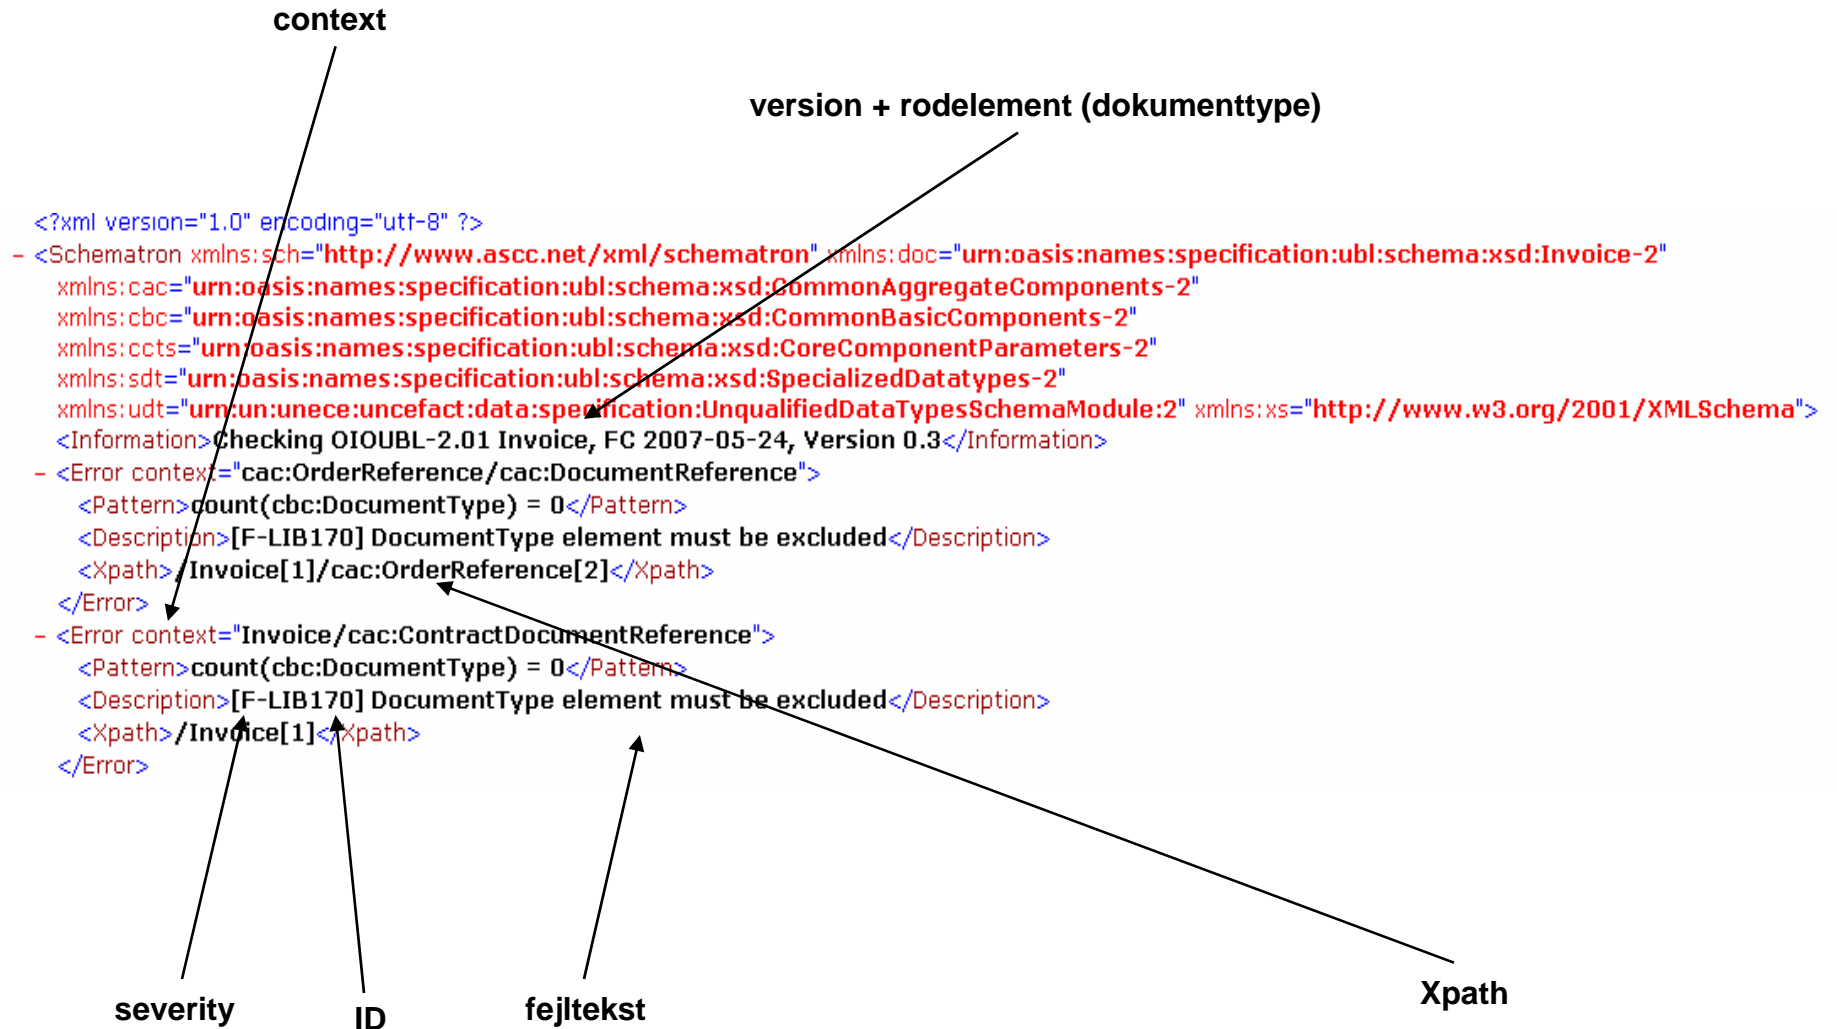 context
version + rodelement (dokumenttype)
<?xml version="1.0" encoding="utf-8" ?>
- <Schematron xmlns:sch="http://www.ascc.net/xml/schematron" xmlns:doc="urn:oasis:names:specification:ubl:schema:xsd:Invoice-2"
xmlns:cac="urn:oasis:names:specification:ubl:schema:xsd:CommonAggregateComponents-2"
xmlns:cbc="urn:oasis:names:specification:ubl:schema:xsd:CommonBasicComponents-2"
xmlns:ccts="urn:oasis:names:specification:ubl:schema:xsd:CoreComponentParameters-2"
xmlns:sdt="urn:oasis:names:specification:ubl:schema:xsd:SpecializedDatatypes-2"
xmlns:udt="urn:un:unece:uncefact:data:specification:UnqualifiedDataTypesSchemaModule:2" xmlns:xs="http://www.w3.org/2001/XMLSchema">
<Information>Checking OIOUBL-2.01 Invoice, FC 2007-05-24, Version 0.3</Information>
- <Error context="cac:OrderReference/cac:DocumentReference">
<Pattern>count(cbc:DocumentType) = 0</Pattern>
<Description>[F-LIB170] DocumentType element must be excluded</Description>
<Xpath>/Invoice[1]/cac:OrderReference[2]</Xpath>
</Error>
- <Error context="Invoice/cac:ContractDocumentReference">
<Pattern>count(cbc:DocumentType) = 0</Pattern>
<Description>[F-LIB170] DocumentType element must be excluded</Description>
<Xpath>/Invoice[1]</Xpath>
</Error>
severity
ID
fejltekst
Xpath